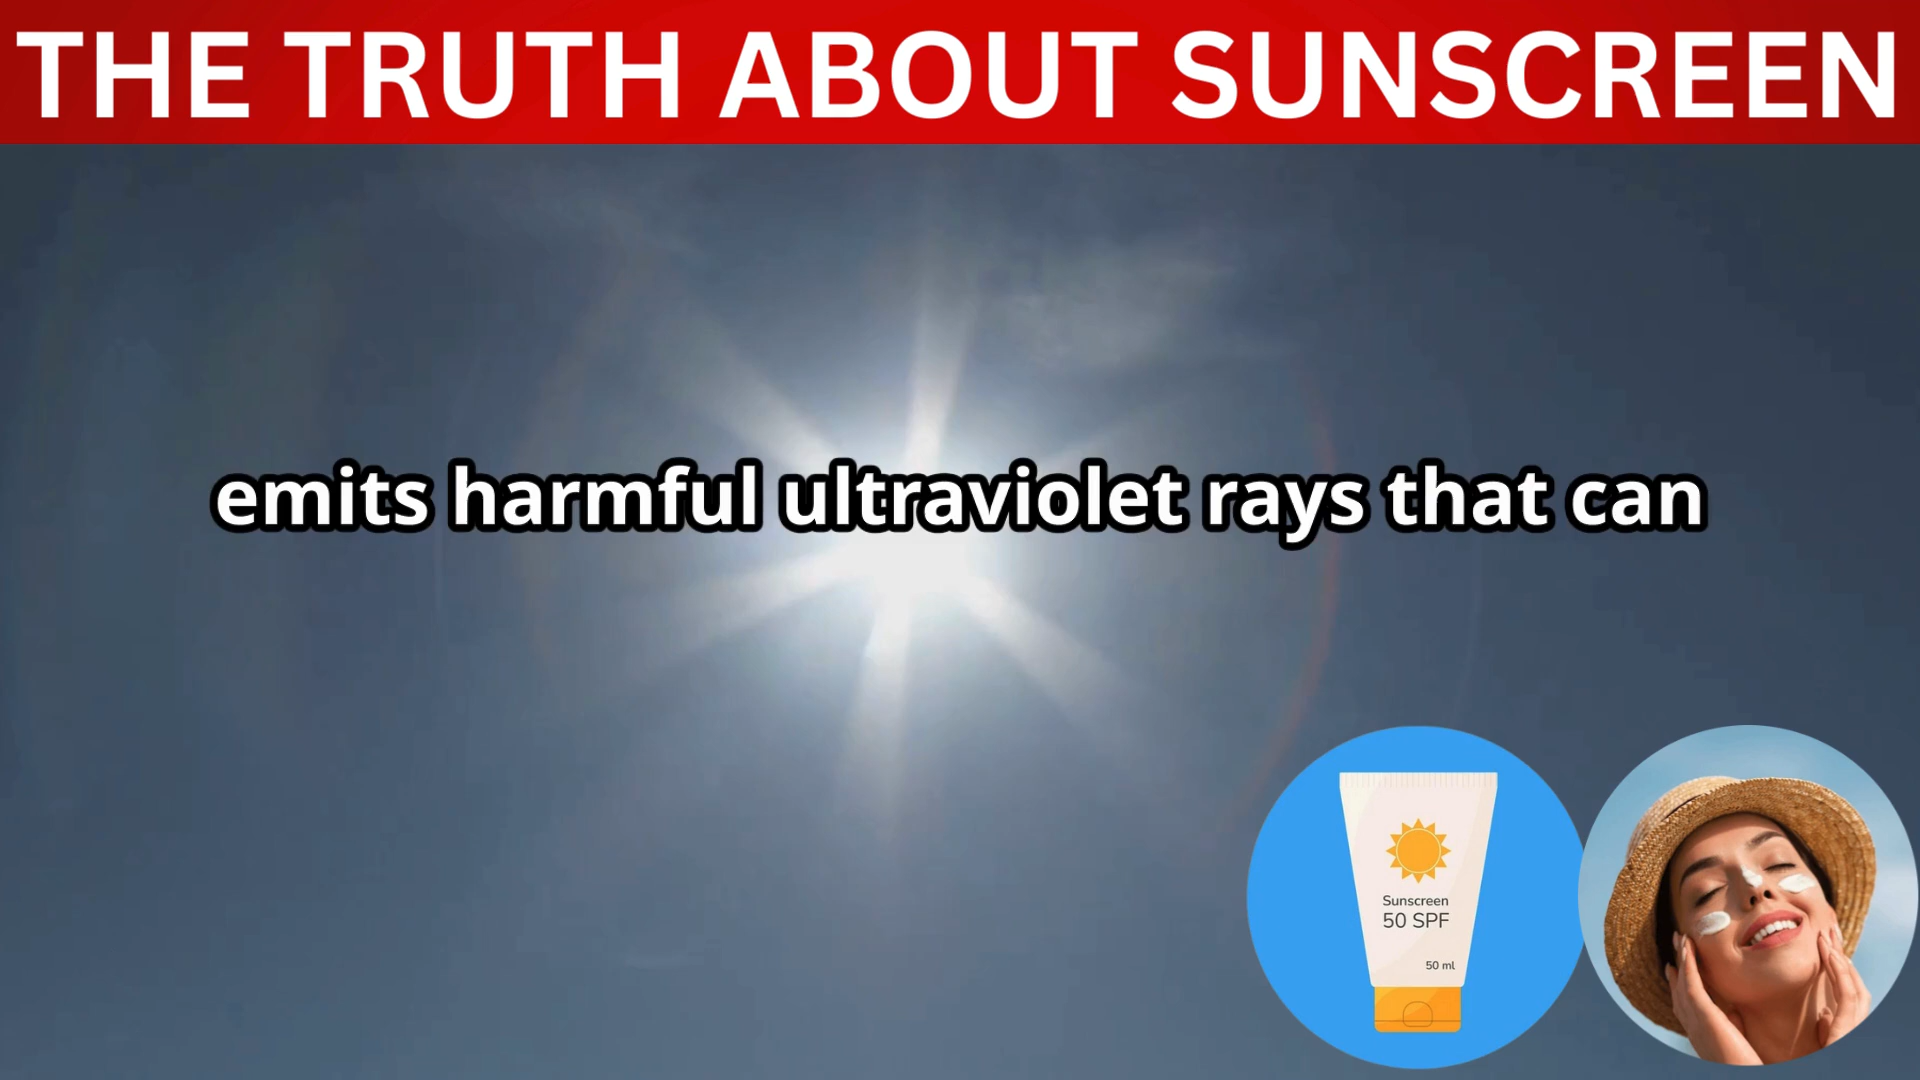 THE TRUTH ABOUT SUNSCREEN
emits harmful ultraviolet rays that can
Sunscreen
50 SPF
50 ml